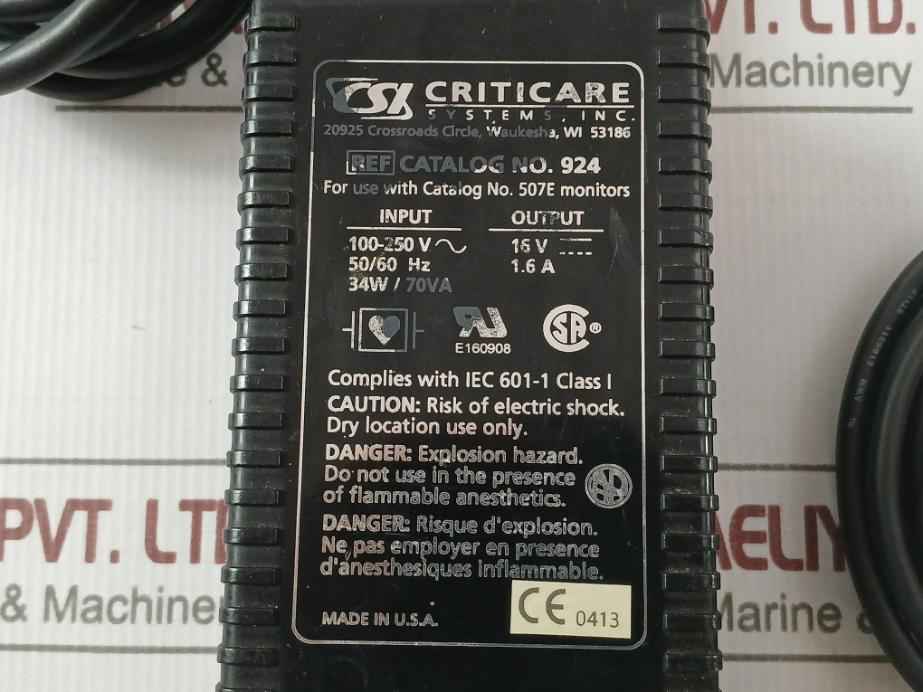 VT. LTD.
& Machinery
CSI CRITICARE
SYSTEMS, INC.
20925 Crossroads Circle, Waukesha, WI 53186
REF CATALOG NO. 924
For use with Catalog No. 507E monitors
INPUT OUTPUT
100-250 V 16 V
50/60 Hz 1.6 A
34W / 70VA
E160908
Complies with IEC 601-1 Class I
CAUTION: Risk of electric shock.
Dry location use only.
DANGER: Explosion hazard.
Do not use in the presence
of flammable anesthetics.
DANGER: Risque d'explosion.
Ne pas employer en presence
d'anesthesiques inflammable.
MADE IN U.S.A.
CE 0413
PVT. LT
& Machine
AELIY
Marine &